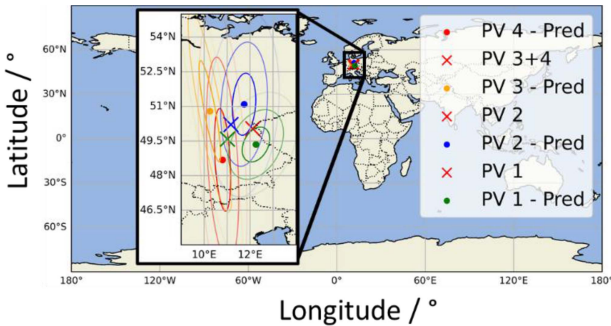 Latitude / °
60°N
30°N
0°
30°S
60°S
54°N
52.5°N
51°N
49.5°N
48°N
46.5°N
10°E 12°E
PV 4 - Pred
PV 3+4
PV 3 - Pred
PV 2
PV 2 - Pred
PV 1
PV 1 - Pred
180° 120°W 60°W 0° 60°E 120°E 180°
Longitude / °